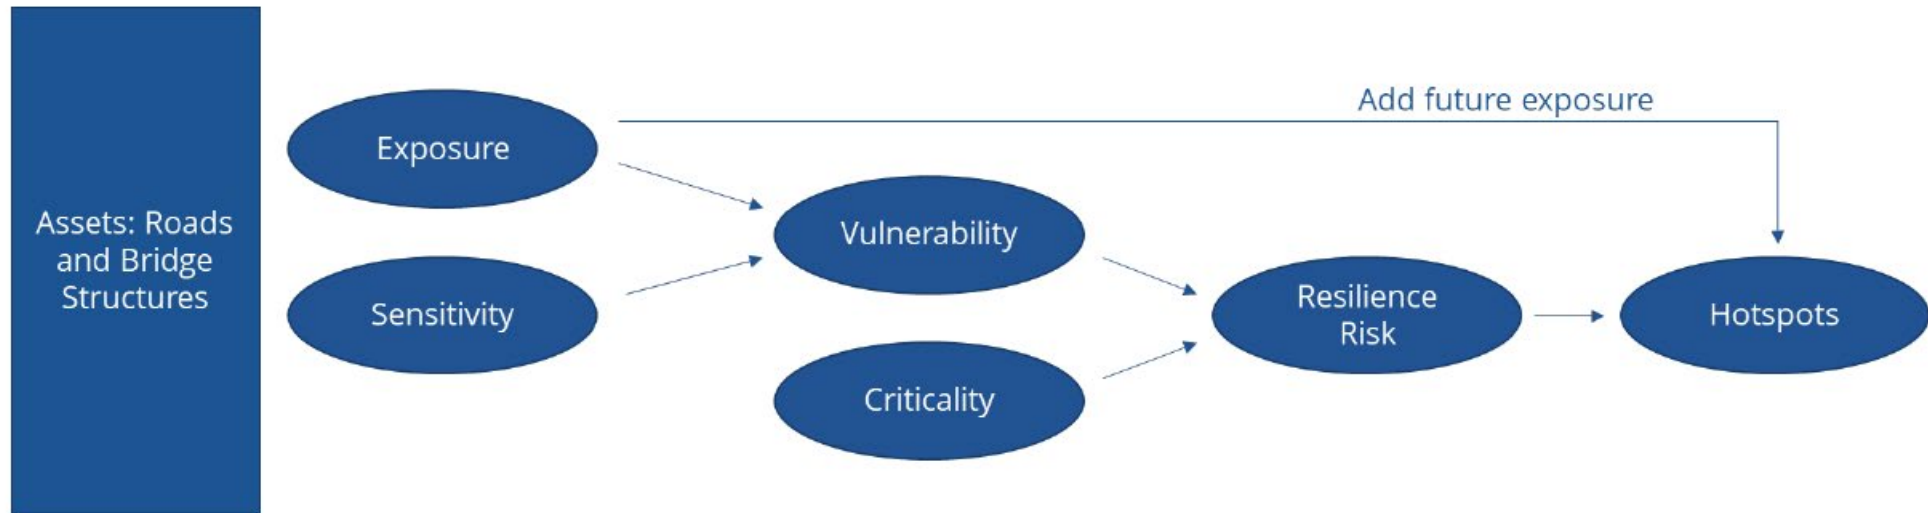 Assets: Roads
and Bridge
Structures
Exposure
Sensitivity
Vulnerability
Criticality
Add future exposure
Resilience
Risk
Hotspots